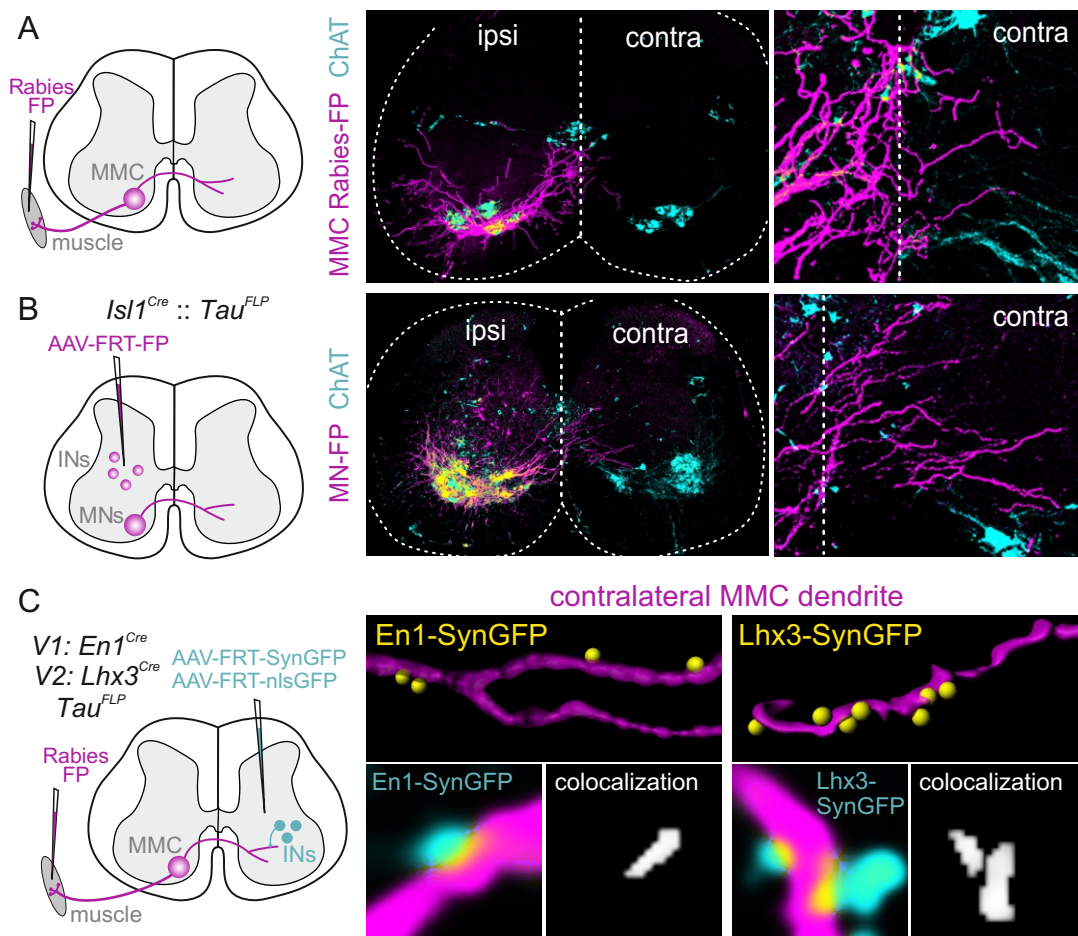 A
Rabies
FP
MMC
muscle
MMC Rabies-FP ChAT
ipsi
contra
contra
B
Isl1Cre :: TauFLP
AAV-FRT-FP
INs
MNs
MN-FP ChAT
ipsi
contra
contra
C
V1: En1Cre
V2: Lhx3Cre
TauFLP
AAV-FRT-SynGFP
AAV-FRT-nlsGFP
Rabies
FP
MMC
INs
muscle
contralateral MMC dendrite
En1-SynGFP
Lhx3-SynGFP
En1-SynGFP
colocalization
Lhx3-
SynGFP
colocalization